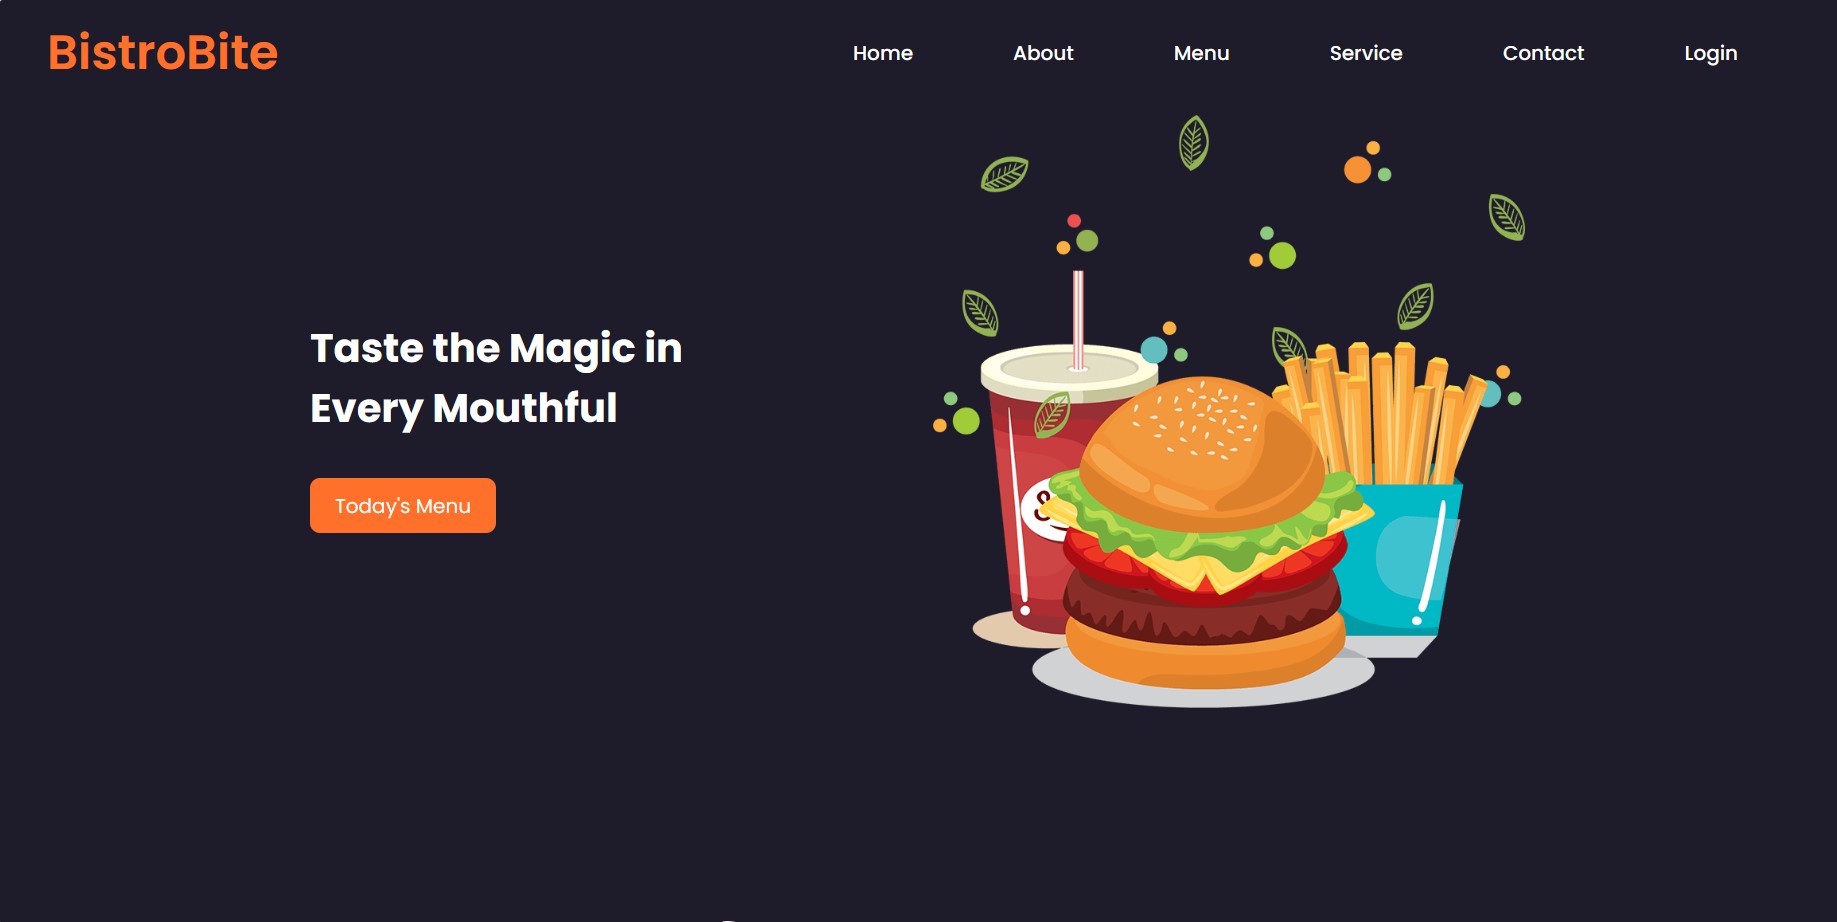 BistroBite
Home
About
Menu
Service
Contact
Login
Taste the Magic in
Every Mouthful
Today's Menu